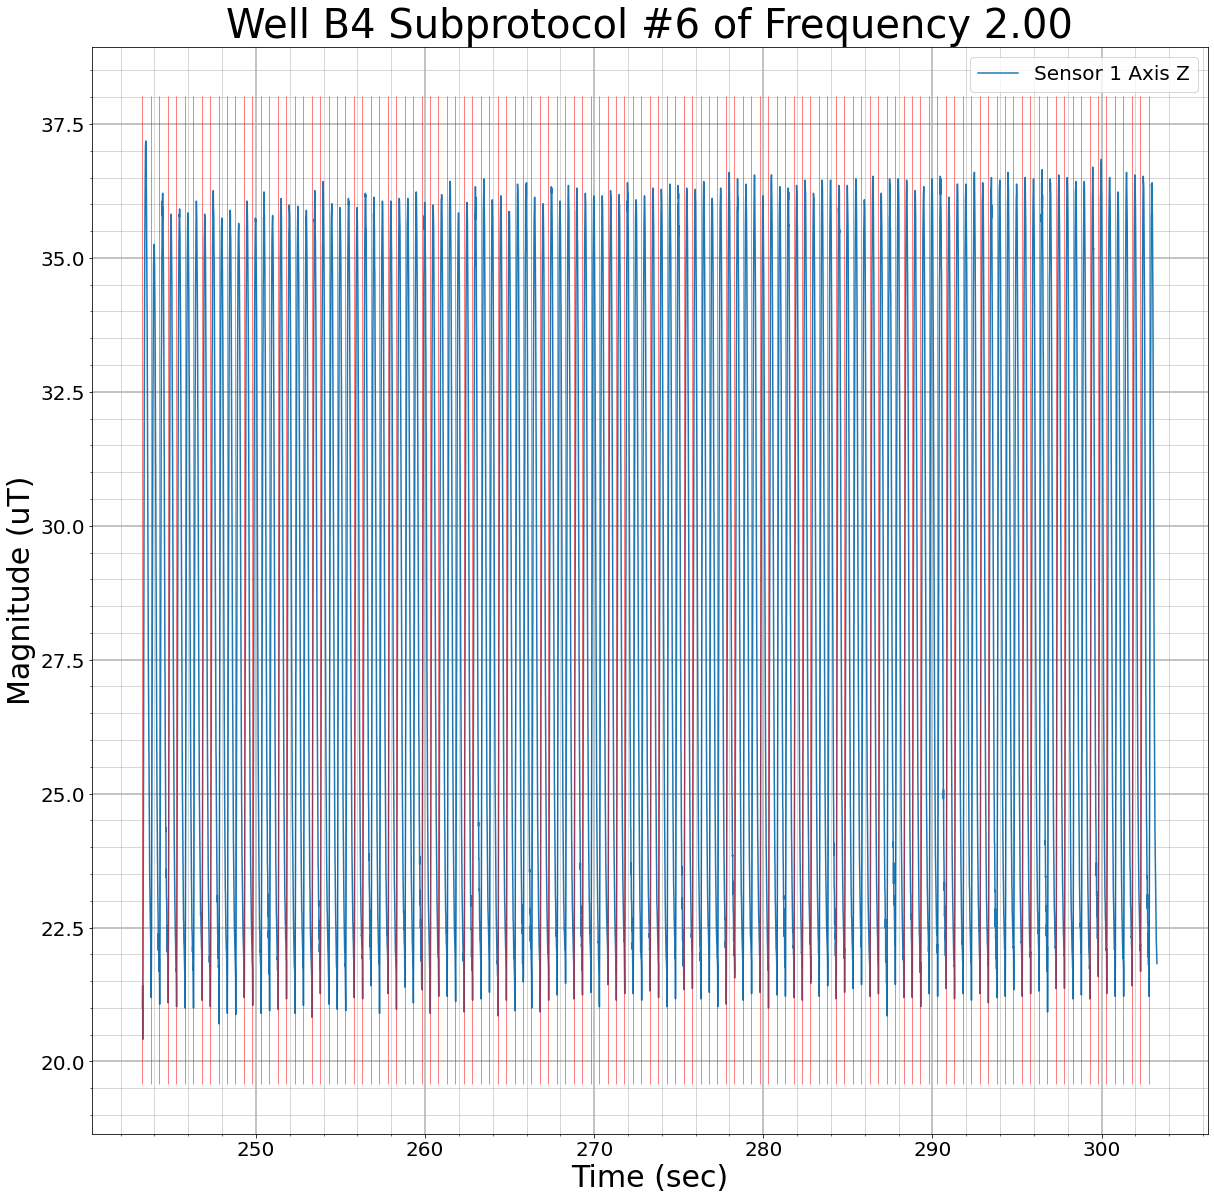 Well B4 Subprotocol #6 of Frequency 2.00
Sensor 1 Axis Z
Magnitude (uT)
37.5
35.0
32.5
30.0
27.5
25.0
22.5
20.0
250 260 270 280 290 300
Time (sec)